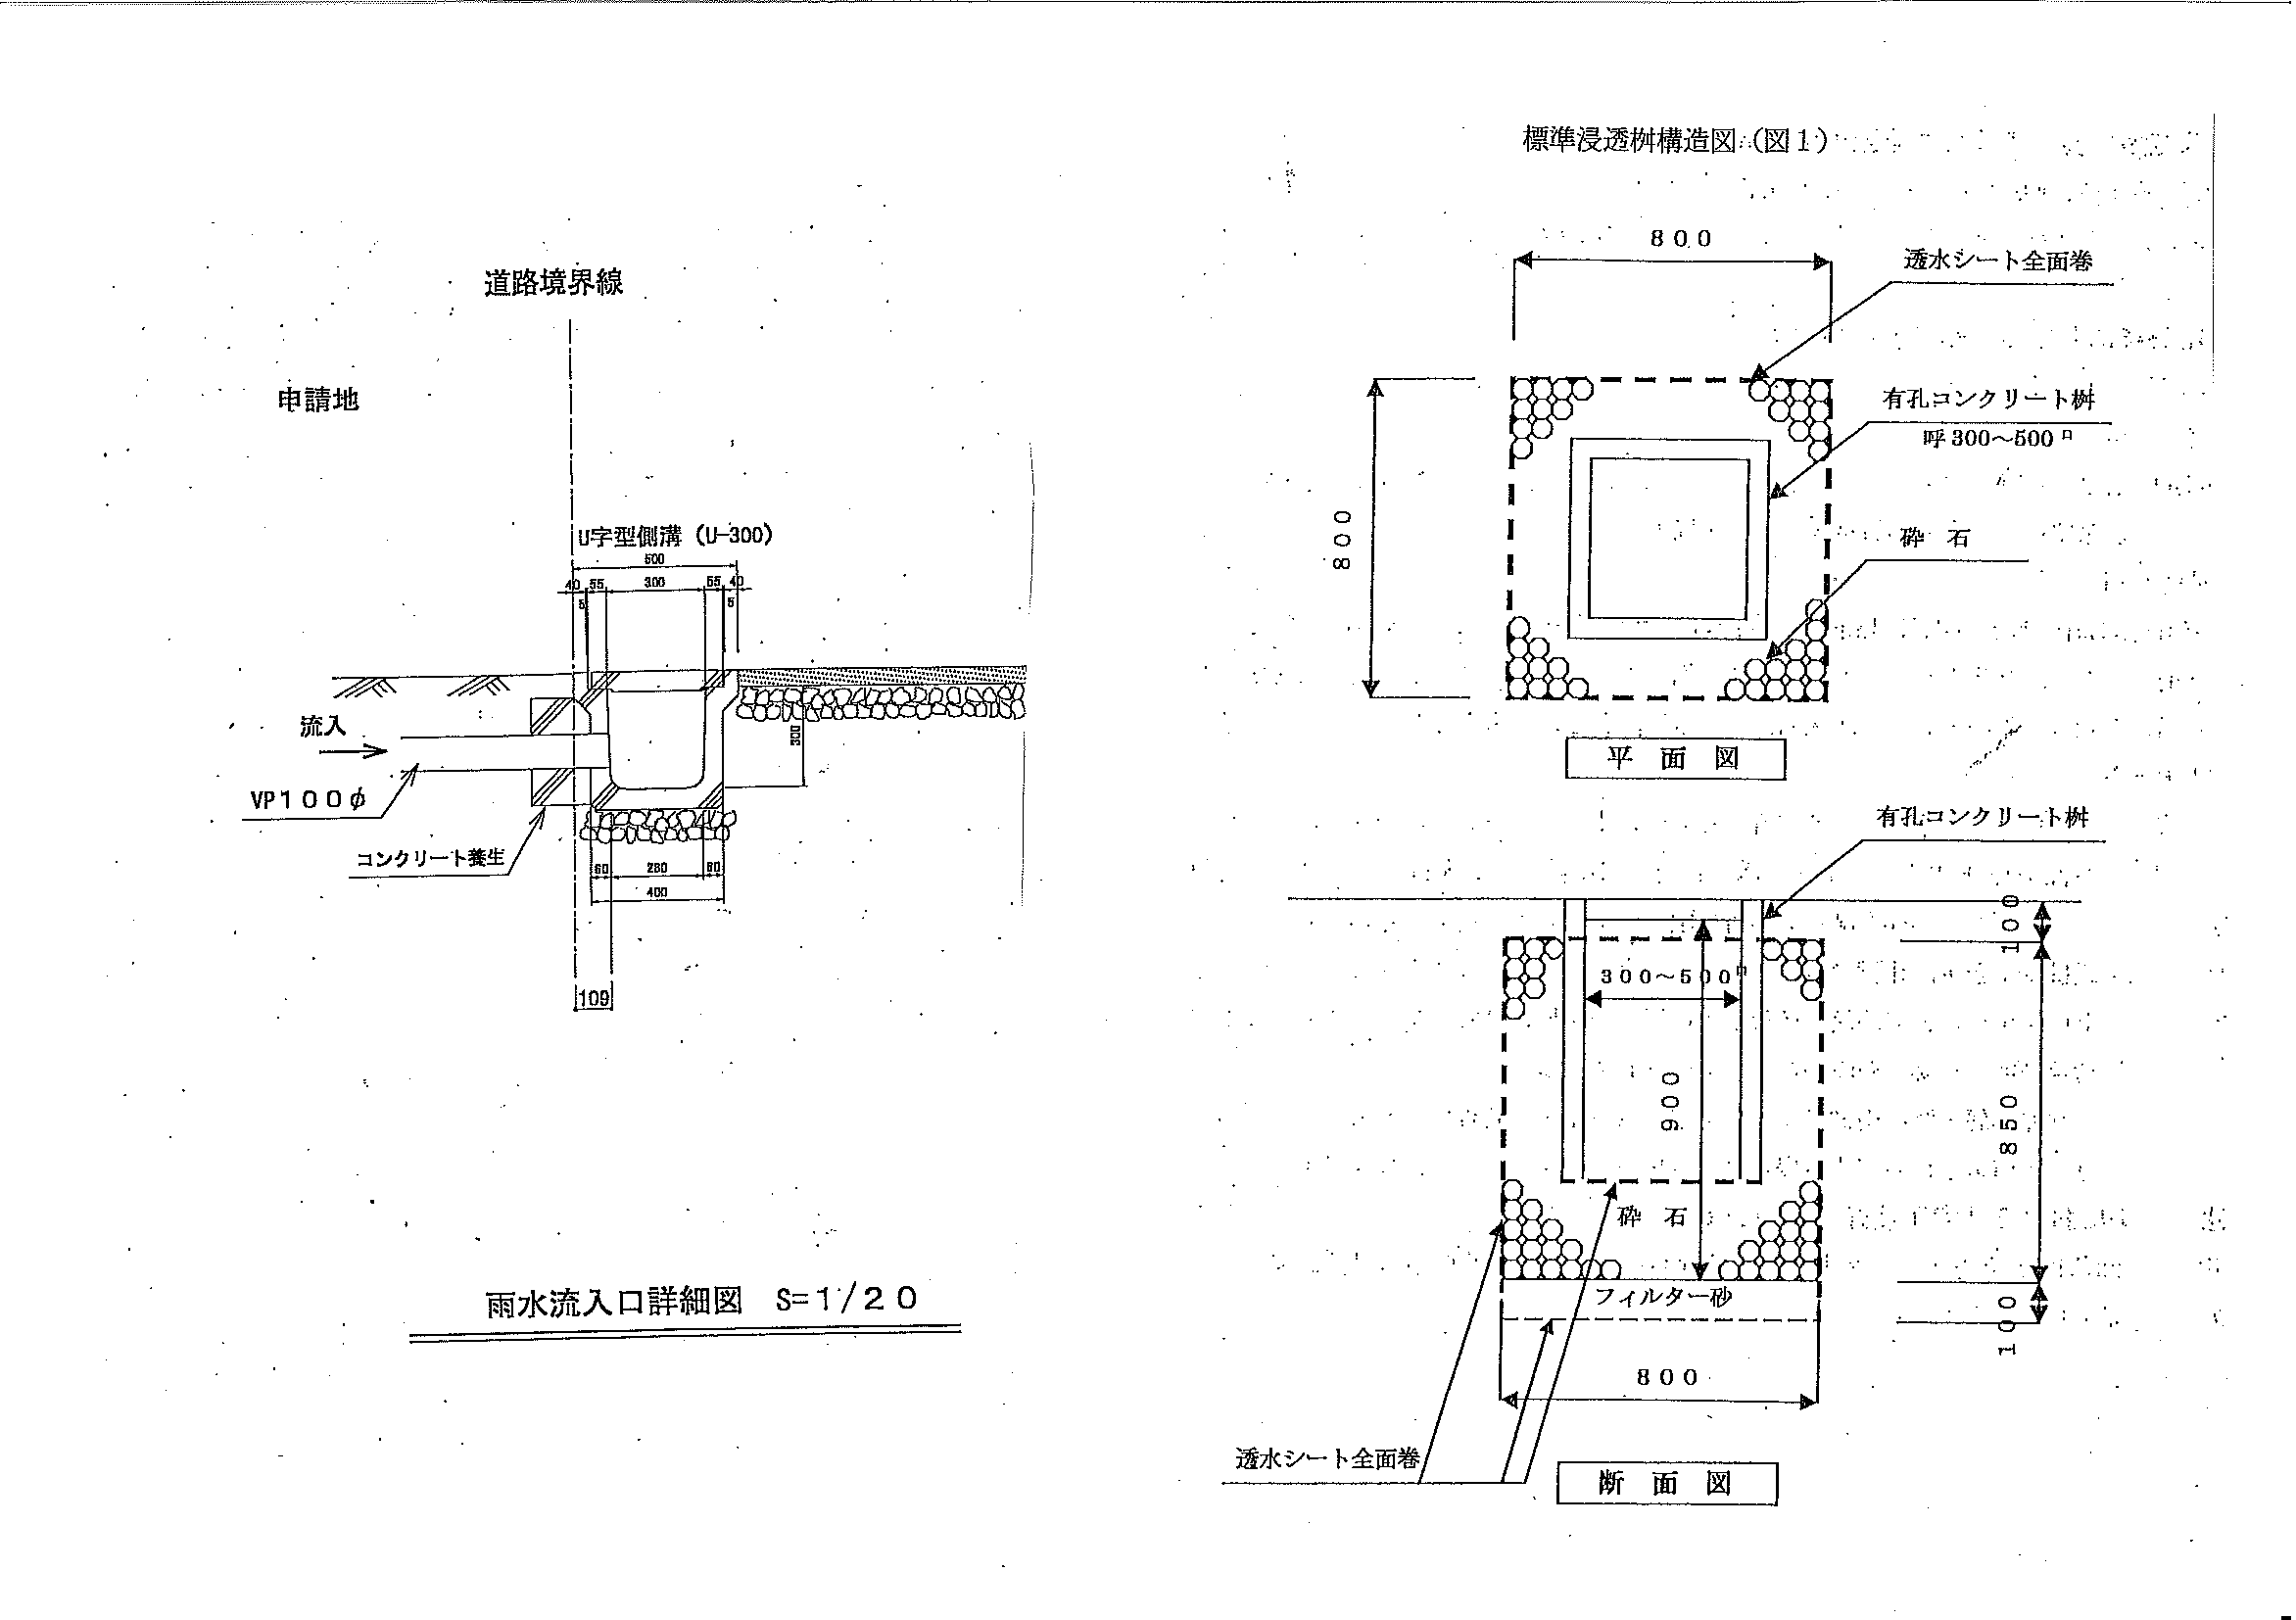 道路境界線
申請地
U字型側溝（U-300）
500
40 55 300 55 40
5 5
流入
300
VP100φ
コンクリート養生
60 280 60
400
109
雨水流入口詳細図 S=1/20
標準浸透桝構造図（図1）
800
透水シート全面巻
有孔コンクリート桝
呼300～500□
800
砕石
平面図
有孔コンクリート桝
100
300～500□
900
850
砕石
フィルター砂
100
800
透水シート全面巻
断面図